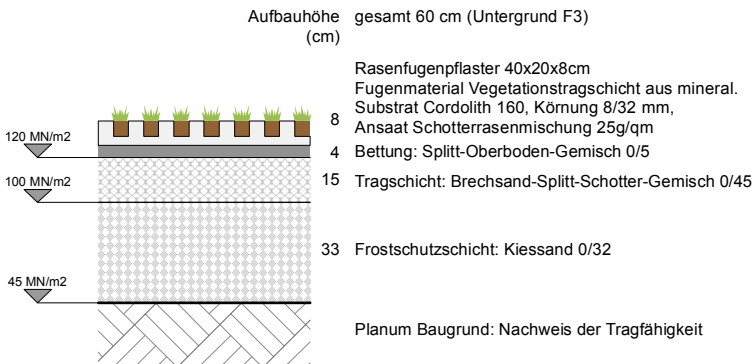 Aufbauhöhe gesamt 60 cm (Untergrund F3)
(cm)
Rasenfugenpflaster 40x20x8cm
Fugenmaterial Vegetationstragschicht aus mineral.
8 Substrat Cordolith 160, Körnung 8/32 mm,
Ansaat Schotterrasenmischung 25g/qm
120 MN/m2
4 Bettung: Splitt-Oberboden-Gemisch 0/5
100 MN/m2
15 Tragschicht: Brechsand-Splitt-Schotter-Gemisch 0/45
33 Frostschutzschicht: Kiessand 0/32
45 MN/m2
Planum Baugrund: Nachweis der Tragfähigkeit